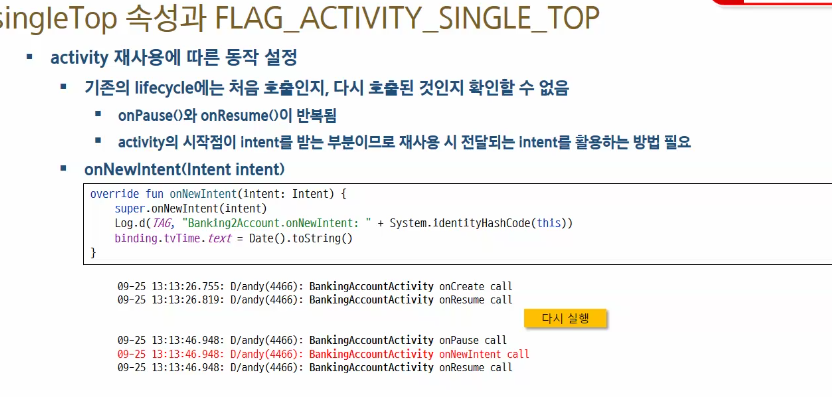 singleTop 속성과 FLAG_ACTIVITY_SINGLE_TOP
▪ activity 재사용에 따른 동작 설정
▪ 기존의 lifecycle에는 처음 호출인지, 다시 호출된 것인지 확인할 수 없음
▪ onPause()와 onResume()이 반복됨
▪ activity의 시작점이 intent를 받는 부분이므로 재사용 시 전달되는 intent를 활용하는 방법 필요
▪ onNewIntent(Intent intent)
override fun onNewIntent(intent: Intent) {
super.onNewIntent(intent)
Log.d(TAG, "Banking2Account.onNewIntent: " + System.identityHashCode(this))
binding.tvTime.text = Date().toString()
}
09-25 13:13:26.755: D/andy(4466): BankingAccountActivity onCreate call
09-25 13:13:26.819: D/andy(4466): BankingAccountActivity onResume call
다시 실행
09-25 13:13:46.948: D/andy(4466): BankingAccountActivity onPause call
09-25 13:13:46.948: D/andy(4466): BankingAccountActivity onNewIntent call
09-25 13:13:46.948: D/andy(4466): BankingAccountActivity onResume call